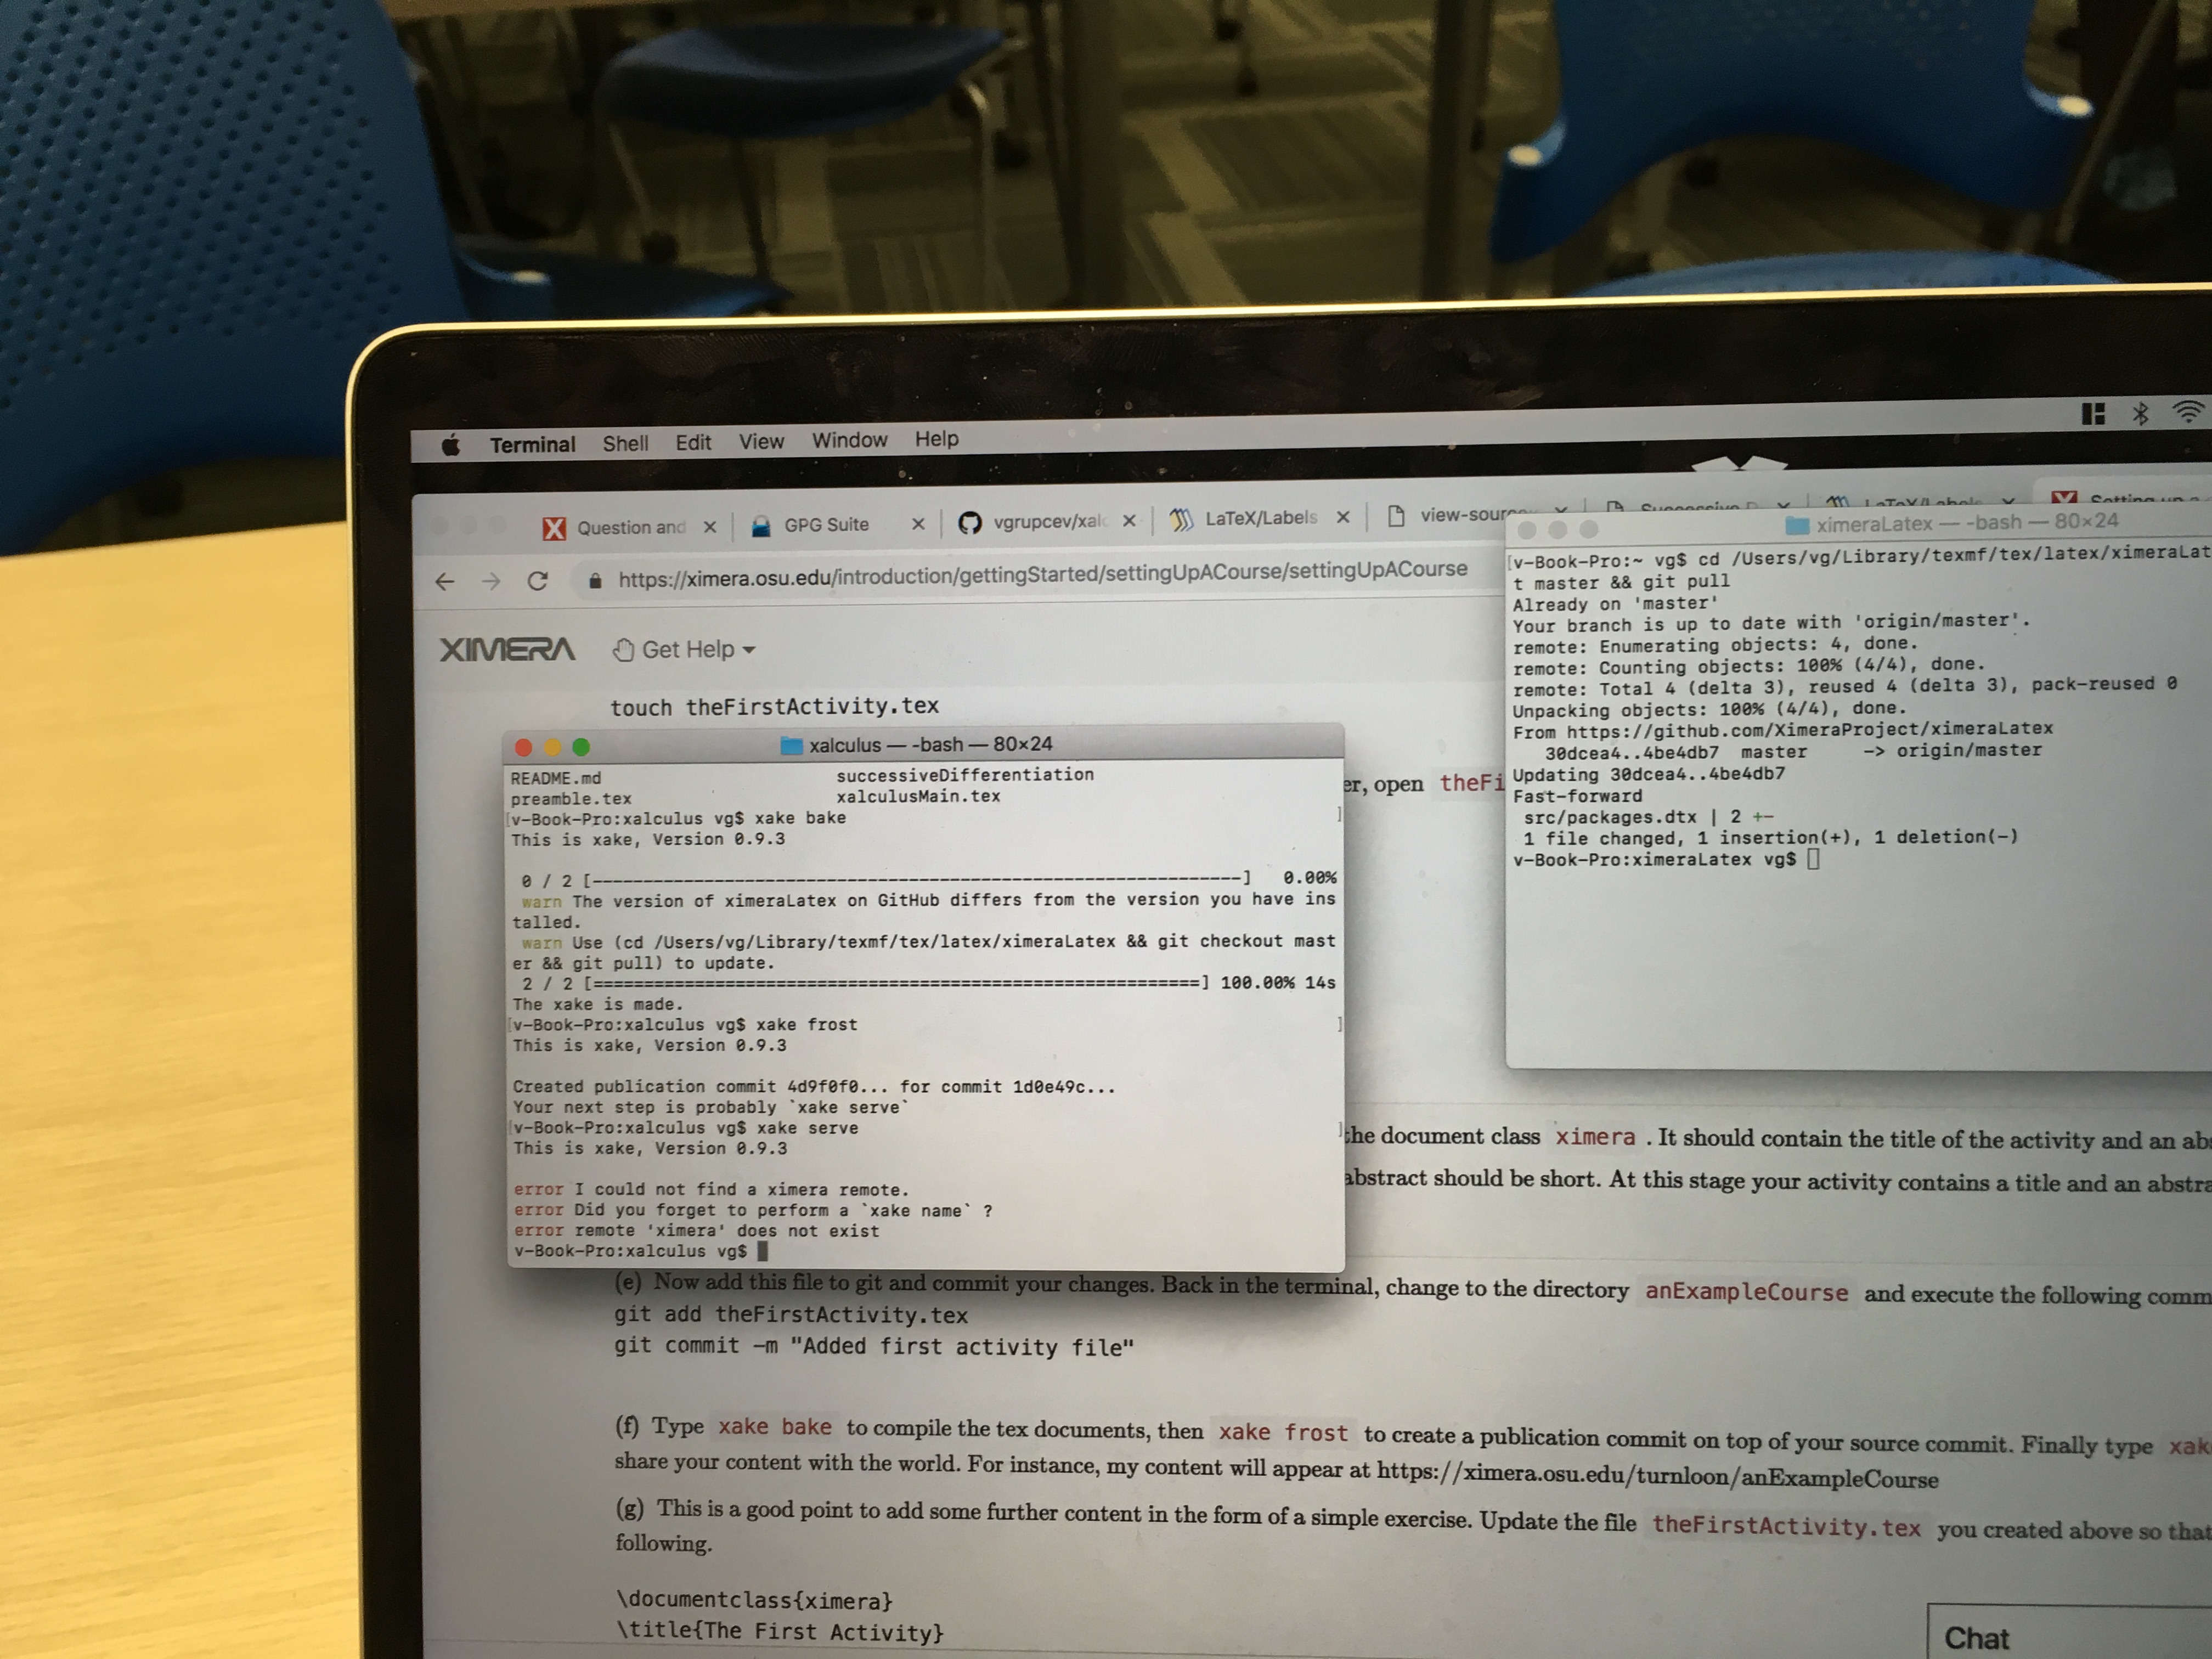 Terminal Shell Edit View Window Help
Question and
GPG Suite
vgrupcev/xalc
LaTeX/Labels
view-sourc
LaTeX/Labels
Setting up a
https://ximera.osu.edu/introduction/gettingStarted/settingUpACourse/settingUpACourse
XIMERA
Get Help
touch theFirstActivity.tex
er, open theFi
xalculus — -bash — 80×24
README.md successiveDifferentiation
preamble.tex xalculusMain.tex
[v-Book-Pro:xalculus vg$ xake bake ]
This is xake, Version 0.9.3
0 / 2 [-------------------------------------------------------------] 0.00%
warn The version of ximeraLatex on GitHub differs from the version you have ins
talled.
warn Use (cd /Users/vg/Library/texmf/tex/latex/ximeraLatex && git checkout mast
er && git pull) to update.
2 / 2 [=========================================================] 100.00% 14s
The xake is made.
[v-Book-Pro:xalculus vg$ xake frost ]
This is xake, Version 0.9.3
Created publication commit 4d9f0f0... for commit 1d0e49c...
Your next step is probably `xake serve`
[v-Book-Pro:xalculus vg$ xake serve ]
This is xake, Version 0.9.3
error I could not find a ximera remote.
error Did you forget to perform a `xake name` ?
error remote 'ximera' does not exist
v-Book-Pro:xalculus vg$
ximeraLatex — -bash — 80×24
[v-Book-Pro:~ vg$ cd /Users/vg/Library/texmf/tex/latex/ximeraLat
t master && git pull
Already on 'master'
Your branch is up to date with 'origin/master'.
remote: Enumerating objects: 4, done.
remote: Counting objects: 100% (4/4), done.
remote: Total 4 (delta 3), reused 4 (delta 3), pack-reused 0
Unpacking objects: 100% (4/4), done.
From https://github.com/XimeraProject/ximeraLatex
30dcea4..4be4db7 master -> origin/master
Updating 30dcea4..4be4db7
Fast-forward
src/packages.dtx | 2 +-
1 file changed, 1 insertion(+), 1 deletion(-)
v-Book-Pro:ximeraLatex vg$
the document class ximera . It should contain the title of the activity and an abs
abstract should be short. At this stage your activity contains a title and an abstra
(e) Now add this file to git and commit your changes. Back in the terminal, change to the directory anExampleCourse and execute the following comm
git add theFirstActivity.tex
git commit -m "Added first activity file"
(f) Type xake bake to compile the tex documents, then xake frost to create a publication commit on top of your source commit. Finally type xak
share your content with the world. For instance, my content will appear at https://ximera.osu.edu/turnloon/anExampleCourse
(g) This is a good point to add some further content in the form of a simple exercise. Update the file theFirstActivity.tex you created above so that
following.
\documentclass{ximera}
\title{The First Activity}
Chat